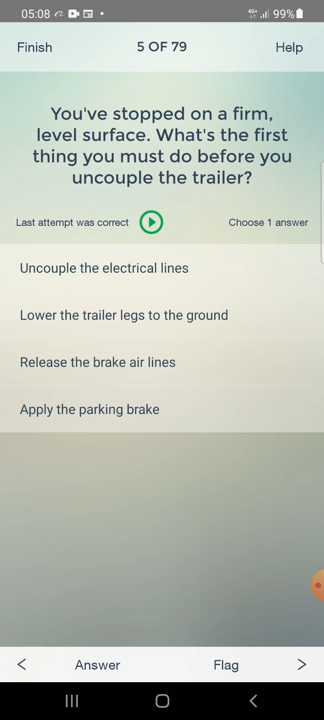 05:08
4G+
99%
Finish
5 OF 79
Help
You've stopped on a firm,
level surface. What's the first
thing you must do before you
uncouple the trailer?
Last attempt was correct
Choose 1 answer
Uncouple the electrical lines
Lower the trailer legs to the ground
Release the brake air lines
Apply the parking brake
<
Answer
Flag
>